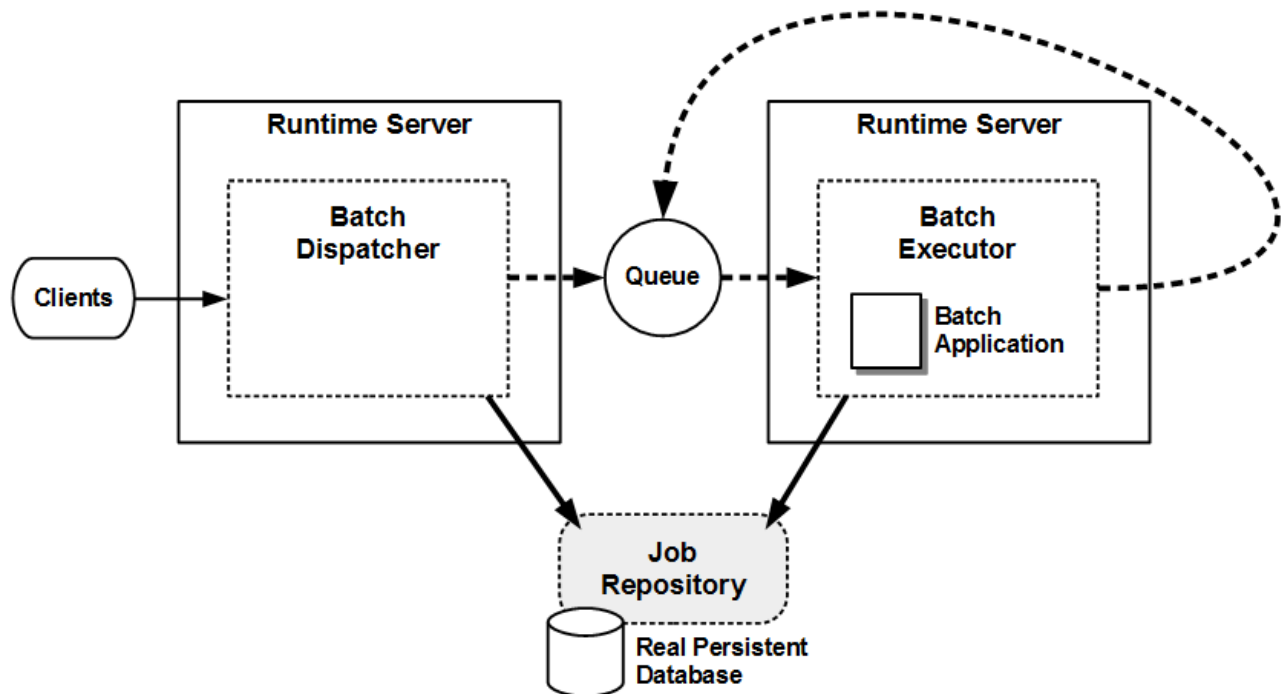 Runtime Server
Runtime Server
Batch
Dispatcher
Batch
Executor
Clients
Queue
Batch
Application
Job
Repository
Real Persistent
Database